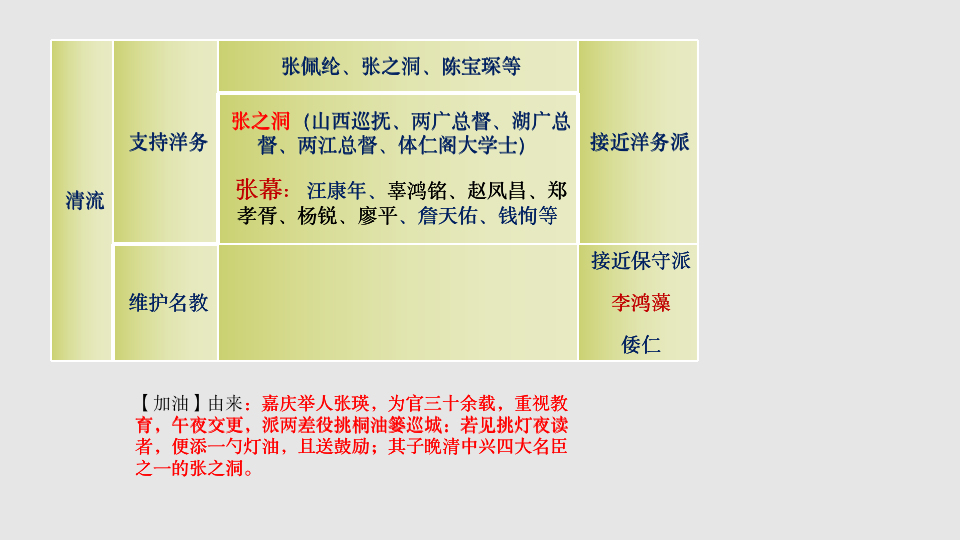 清流
支持洋务
张佩纶、张之洞、陈宝琛等
张之洞（山西巡抚、两广总督、湖广总
督、两江总督、体仁阁大学士）
张幕：汪康年、辜鸿铭、赵凤昌、郑
孝胥、杨锐、廖平、詹天佑、钱恂等
接近洋务派
维护名教
接近保守派
李鸿藻
倭仁
【加油】由来：嘉庆举人张瑛，为官三十余载，重视教
育，午夜交更，派两差役挑桐油篓巡城：若见挑灯夜读
者，便添一勺灯油，且送鼓励；其子晚清中兴四大名臣
之一的张之洞。